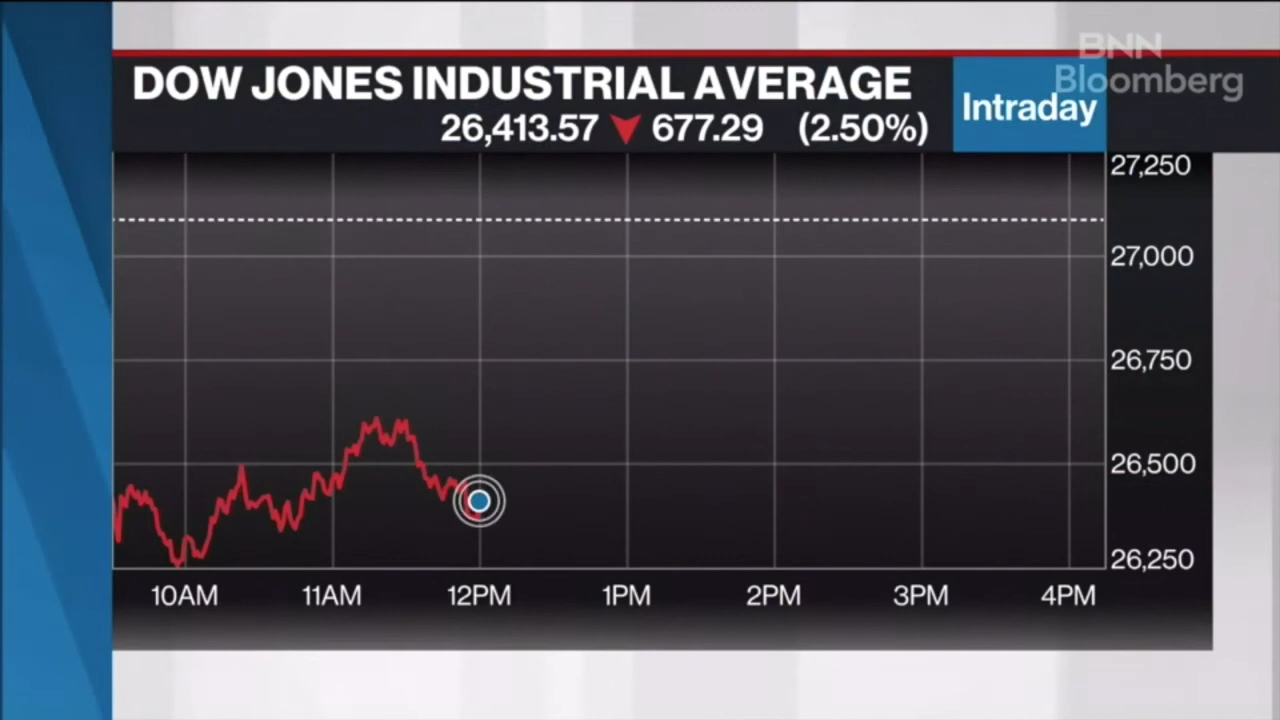 BNN
Bloomberg
DOW JONES INDUSTRIAL AVERAGE
26,413.57 ▼ 677.29 (2.50%)
Intraday
27,250
27,000
26,750
26,500
26,250
10AM 11AM 12PM 1PM 2PM 3PM 4PM